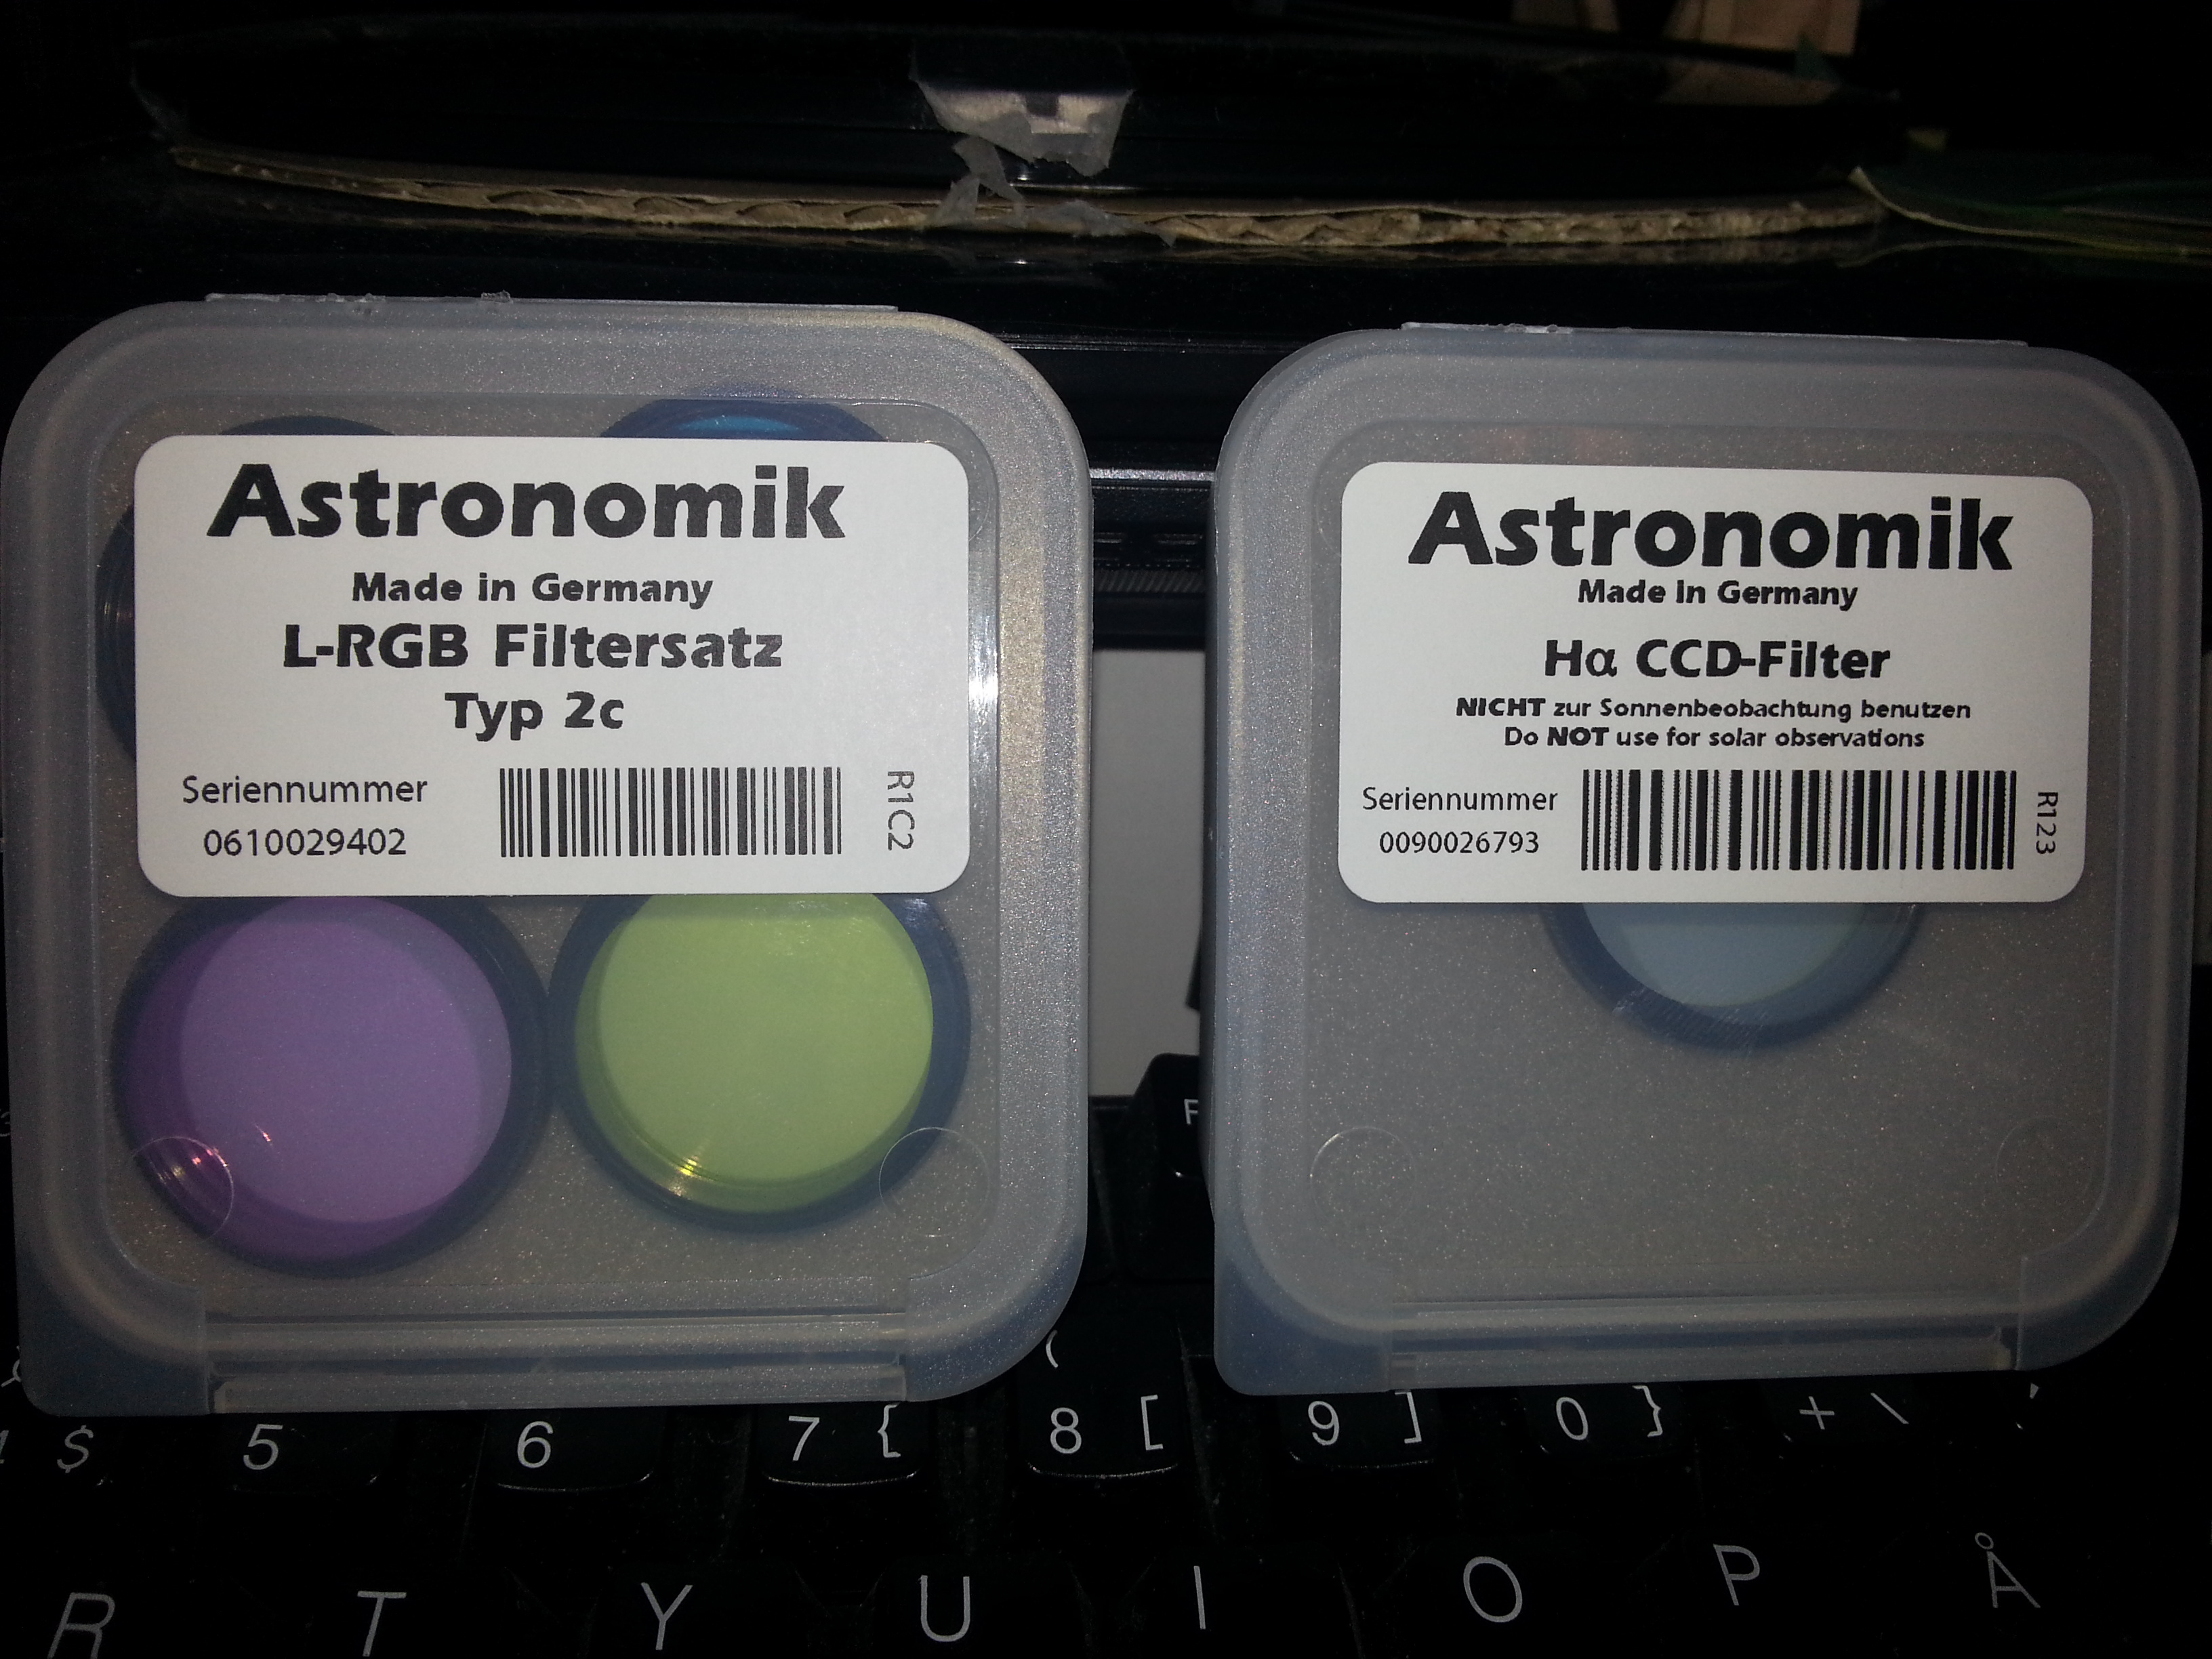 Astronomik
Made in Germany
L-RGB Filtersatz
Typ 2c
Seriennummer
0610029402
R1C2
Astronomik
Made in Germany
Hα CCD-Filter
NICHT zur Sonnenbeobachtung benutzen
Do NOT use for solar observations
Seriennummer
0090026793
R123
F
(
$ 5 6 7 { 8 [ 9 ] 0 } + \
R T Y U I O P Å